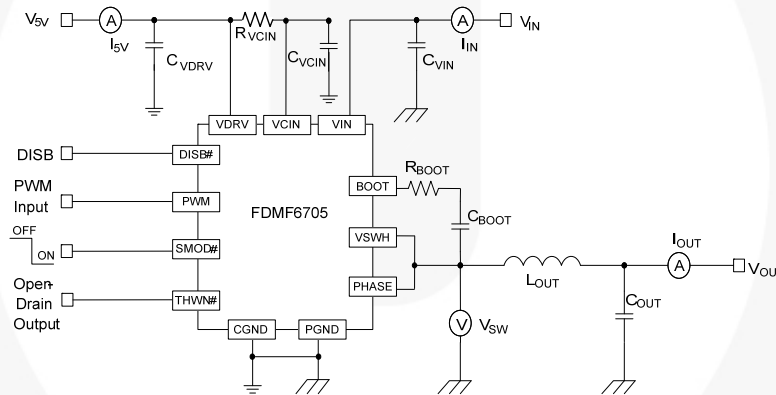 V5V
A
I5V
CVDRV
RVCIN
CVCIN
CVIN
A
IIN
VIN
VDRV
VCIN
VIN
DISB
DISB#
PWM
Input
PWM
FDMF6705
BOOT
RBOOT
CBOOT
OFF
ON
SMOD#
VSWH
Open-
Drain
Output
THWN#
PHASE
LOUT
IOUT
A
VOU
COUT
V
VSW
CGND
PGND